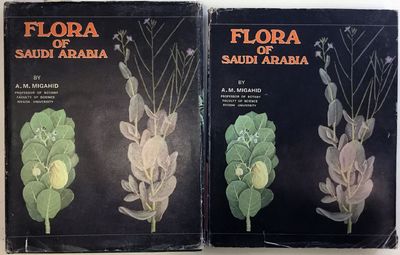 FLORA
OF
SAUDI ARABIA
BY
A. M. MIGAHID
PROFESSOR OF BOTANY
FACULTY OF SCIENCE
RIYADH UNIVERSITY
FLORA
OF
SAUDI ARABIA
BY
A. M. MIGAHID
PROFESSOR OF BOTANY
FACULTY OF SCIENCE
RIYADH UNIVERSITY